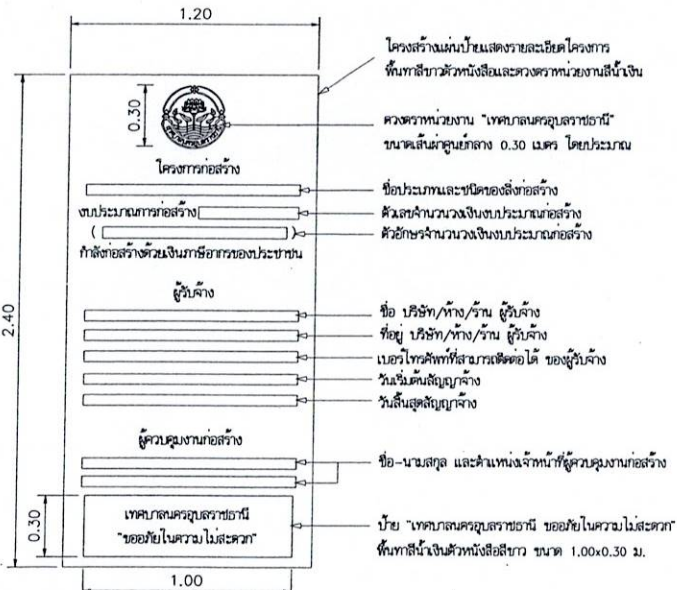 1.20
โครงสร้างแผ่นป้ายแสดงรายละเอียดโครงการ
พื้นทาสีขาวตัวหนังสือและดวงตราหน่วยงานสีน้ำเงิน
0.30
ดวงตราหน่วยงาน "เทศบาลนครอุบลราชธานี"
ขนาดเส้นผ่าศูนย์กลาง 0.30 เมตร โดยประมาณ
โครงการก่อสร้าง
ชื่อประเภทและชนิดของสิ่งก่อสร้าง
งบประมาณการก่อสร้าง
ตัวเลขจำนวนวงเงินงบประมาณก่อสร้าง
( )
ตัวอักษรจำนวนวงเงินงบประมาณก่อสร้าง
กำลังก่อสร้างด้วยเงินภาษีอากรของประชาชน
2.40
ผู้รับจ้าง
ชื่อ บริษัท/ห้าง/ร้าน ผู้รับจ้าง
ที่อยู่ บริษัท/ห้าง/ร้าน ผู้รับจ้าง
เบอร์โทรศัพท์ที่สามารถติดต่อได้ ของผู้รับจ้าง
วันเริ่มต้นสัญญาจ้าง
วันสิ้นสุดสัญญาจ้าง
ผู้ควบคุมงานก่อสร้าง
ชื่อ-นามสกุล และตำแหน่งเจ้าหน้าที่ผู้ควบคุมงานก่อสร้าง
0.30
เทศบาลนครอุบลราชธานี
"ขออภัยในความไม่สะดวก"
ป้าย "เทศบาลนครอุบลราชธานี ขออภัยในความไม่สะดวก"
พื้นทาสีน้ำเงินตัวหนังสือสีขาว ขนาด 1.00x0.30 ม.
1.00